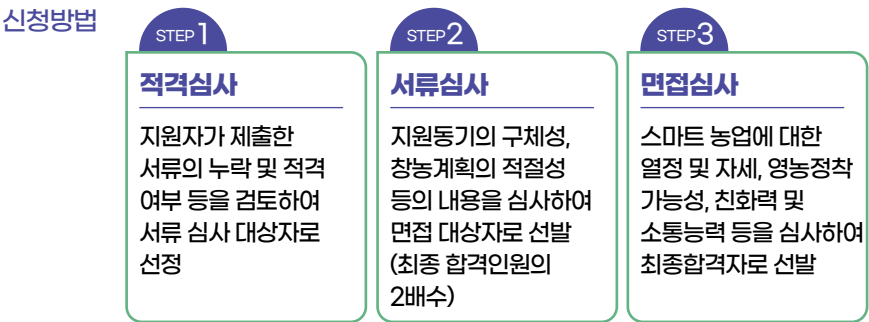 신청방법
STEP 1
적격심사
지원자가 제출한
서류의 누락 및 적격
여부 등을 검토하여
서류 심사 대상자로
선정
STEP 2
서류심사
지원동기의 구체성,
창농계획의 적절성
등의 내용을 심사하여
면접 대상자로 선발
(최종 합격인원의
2배수)
STEP 3
면접심사
스마트 농업에 대한
열정 및 자세, 영농정착
가능성, 친화력 및
소통능력 등을 심사하여
최종합격자로 선발